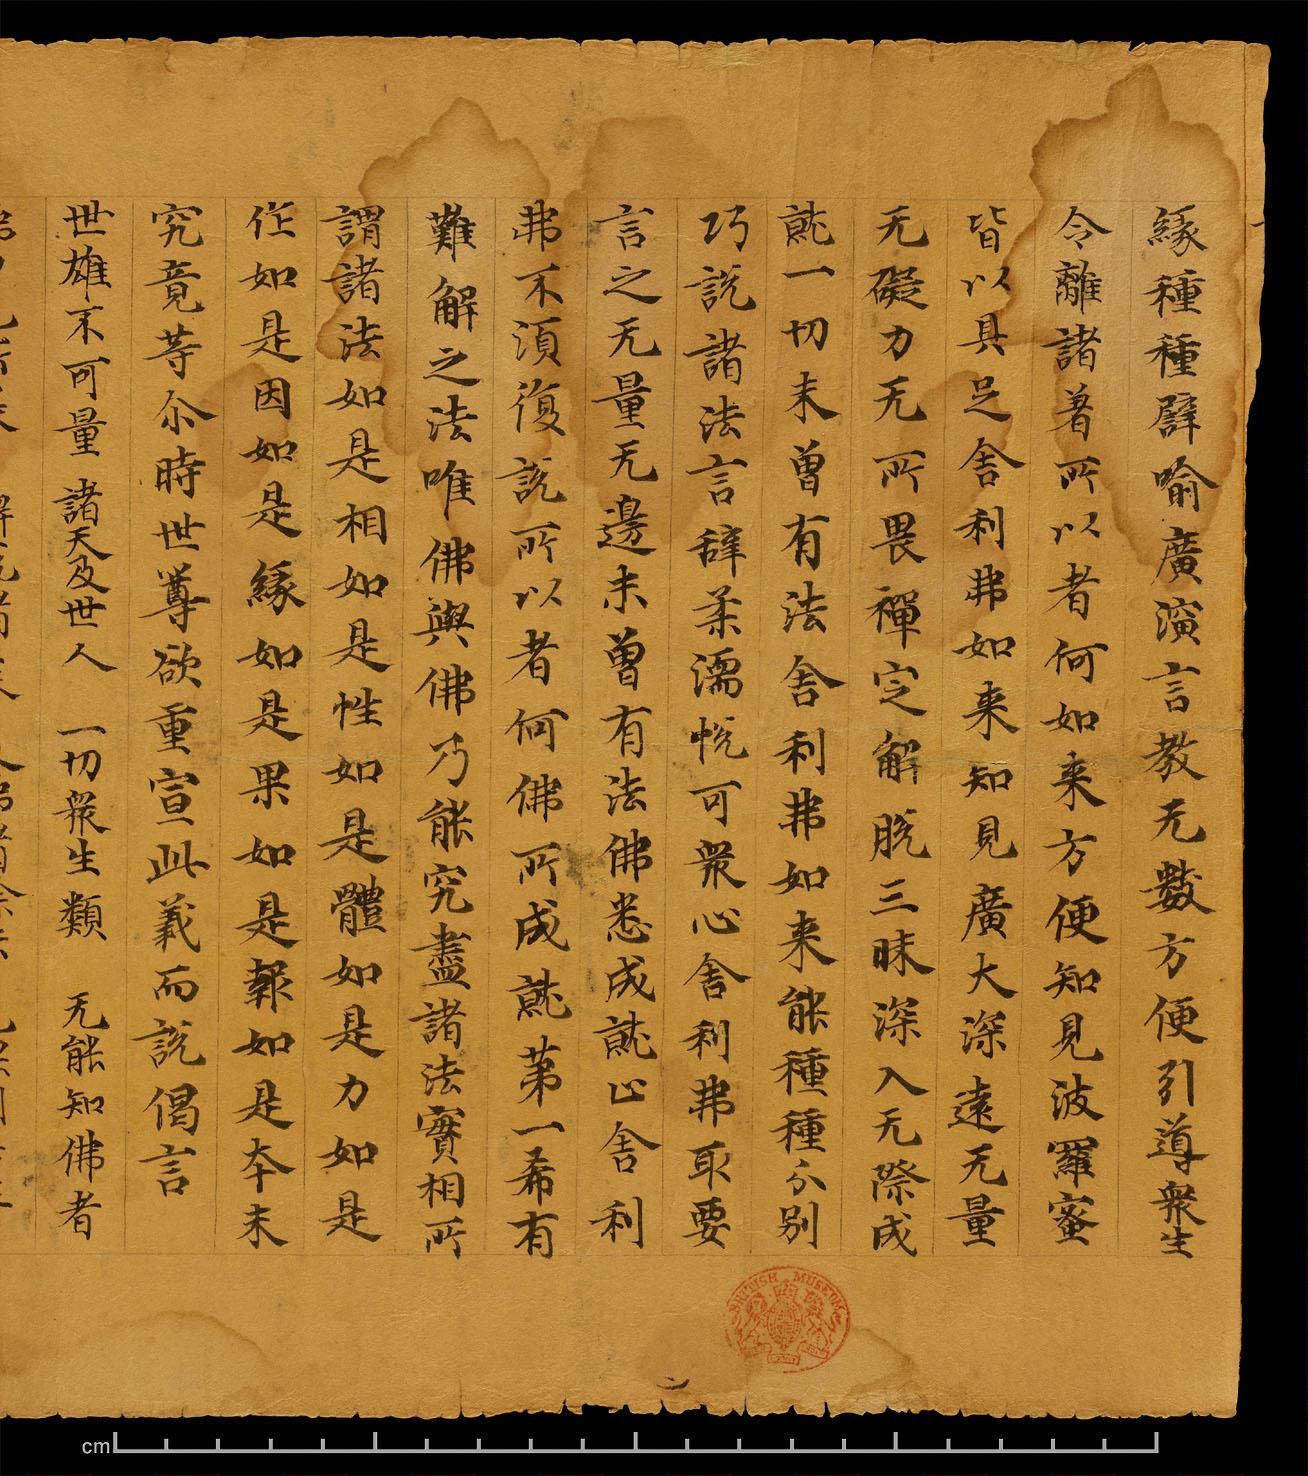 緣種種譬喻廣演言教无數方便引導眾生
令離諸著所以者何如来方便知見波羅蜜
皆以具足舍利弗如来知見廣大深遠无量
无礙力无所畏禪定解脫三昧深入无際成
就一切未曾有法舍利弗如来能種種分別
巧說諸法言辞柔濡悅可眾心舍利弗取要
言之无量无邊未曾有法佛悉成就止舍利
弗不須復說所以者何佛所成就苐一希有
難解之法唯佛與佛乃能究盡諸法實相所
謂諸法如是相如是性如是體如是力如是
作如是因如是緣如是果如是報如是本末
究竟等尒時世尊欲重宣此義而說偈言
世雄不可量 諸天及世人 一切眾生類 无能知佛者
BRITISH MUSEUM
cm